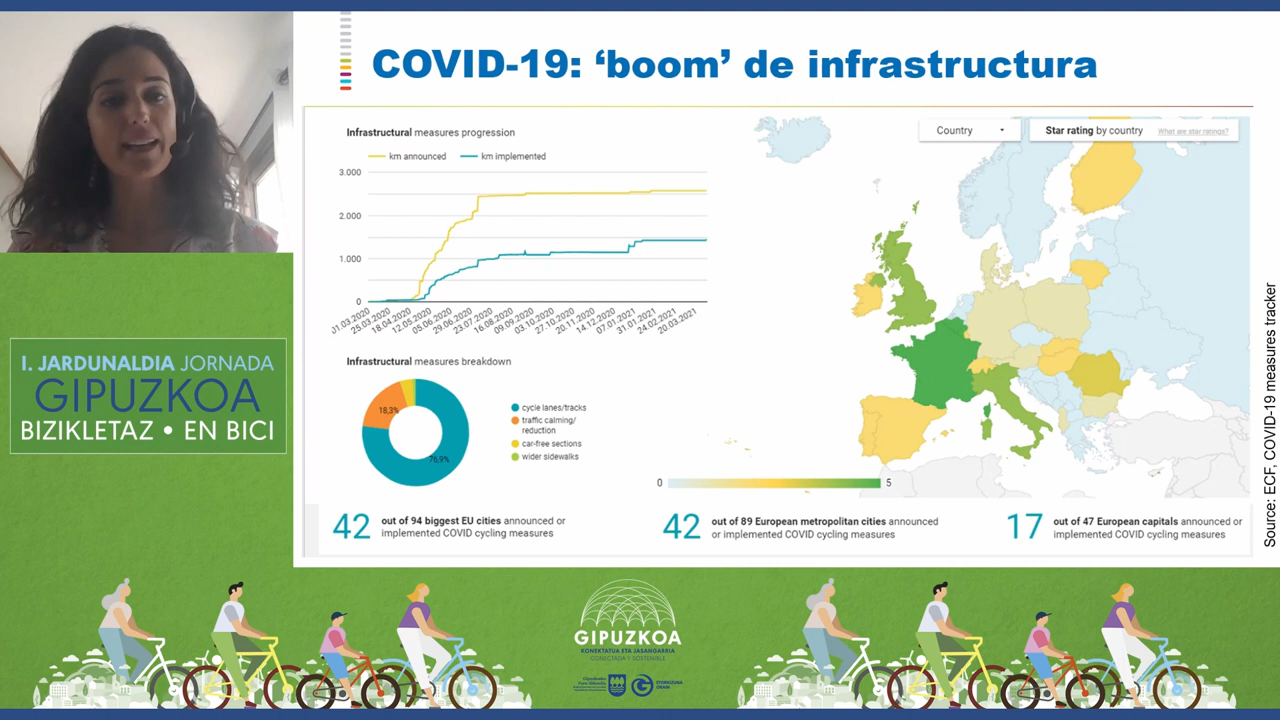 COVID-19: ‘boom’ de infrastructura
Infrastructural measures progression
km announced
km implemented
3.000
2.000
1.000
0
31.03.2020
25.03.2020
18.04.2020
12.05.2020
05.06.2020
29.06.2020
23.07.2020
16.08.2020
09.09.2020
03.10.2020
27.10.2020
20.11.2020
14.12.2020
07.01.2021
31.01.2021
24.02.2021
20.03.2021
Country
Star rating by country
What are star ratings?
Infrastructural measures breakdown
18,3%
76,9%
cycle lanes/tracks
traffic calming/
reduction
car-free sections
wider sidewalks
0
5
42 out of 94 biggest EU cities announced or
implemented COVID cycling measures
42 out of 89 European metropolitan cities announced
or implemented COVID cycling measures
17 out of 47 European capitals announced or
implemented COVID cycling measures
Source: ECF, COVID-19 measures tracker
I. JARDUNALDIA JORNADA
GIPUZKOA
BIZIKLETAZ • EN BICI
GIPUZKOA
KONEKTATUA ETA JASANGARRIA
CONECTADA Y SOSTENIBLE
ETORKIZUNA
ORAIN